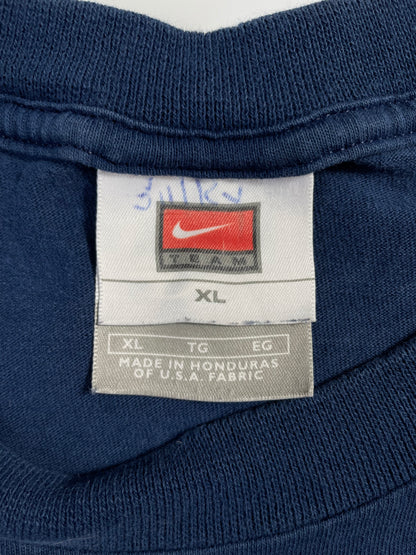 TEAM
XL
XL TG EG
MADE IN HONDURAS
OF U.S.A. FABRIC